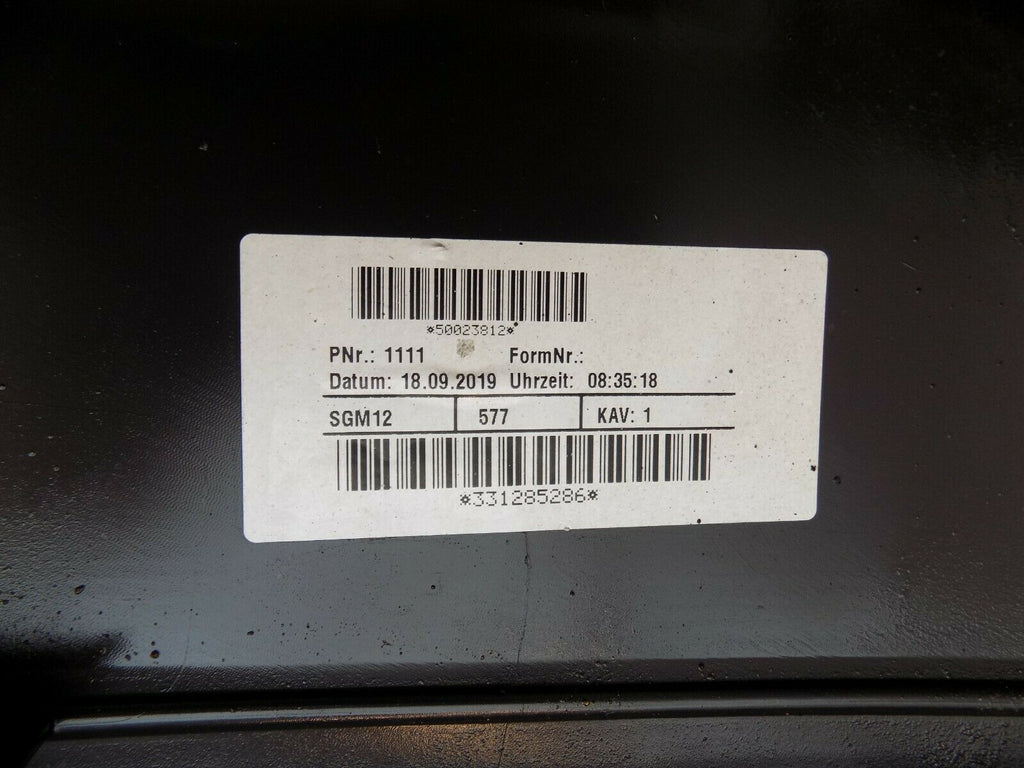 *50023812*
PNr.: 1111 FormNr.:
Datum: 18.09.2019 Uhrzeit: 08:35:18
SGM12 577 KAV: 1
*331285286*